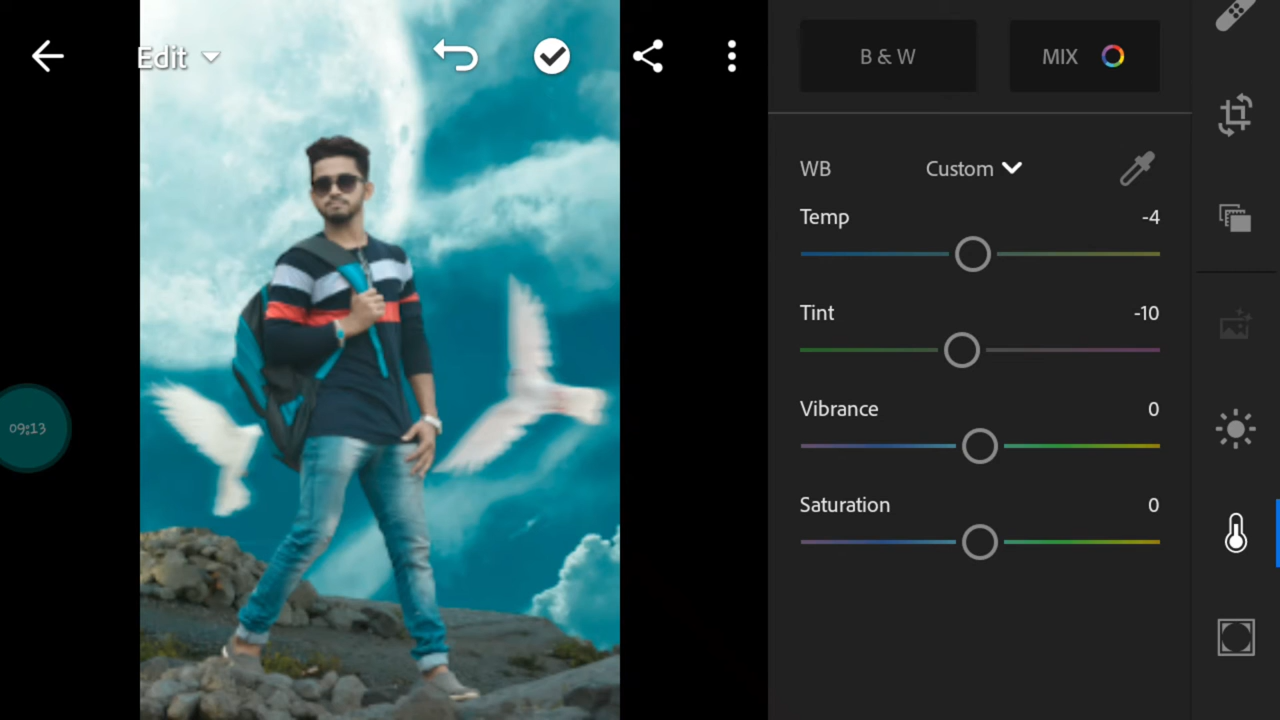 Edit
B & W
MIX
WB
Custom
Temp
-4
Tint
-10
Vibrance
0
Saturation
0
09:13